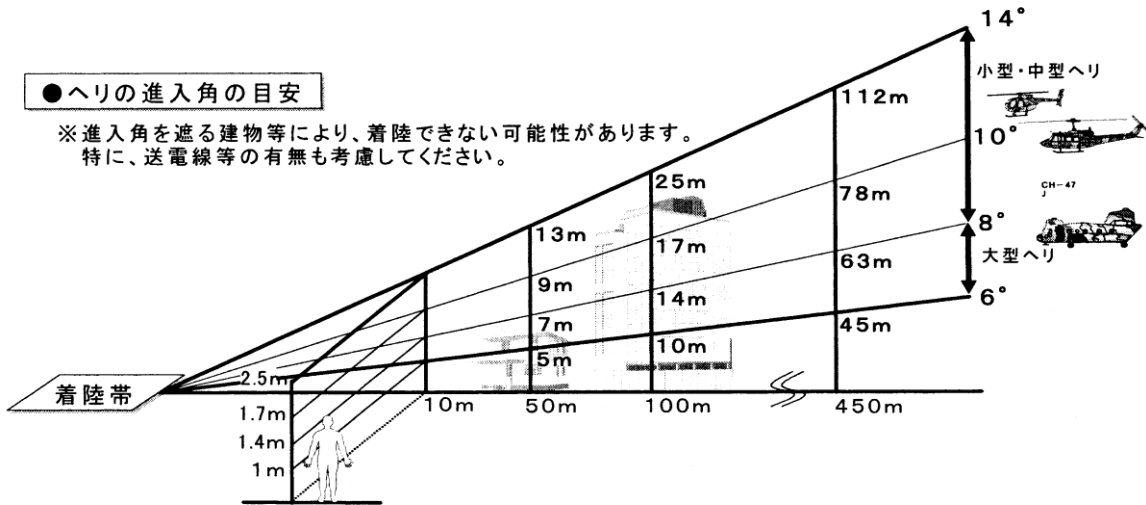 14°
小型・中型ヘリ
●ヘリの進入角の目安
112m
※進入角を遮る建物等により、着陸できない可能性があります。
特に、送電線等の有無も考慮してください。
10°
25m
78m
CH-47
J
13m
17m
8°
大型ヘリ
63m
9m
14m
6°
7m
45m
5m
10m
2.5m
着陸帯
10m
50m
100m
450m
1.7m
1.4m
1m